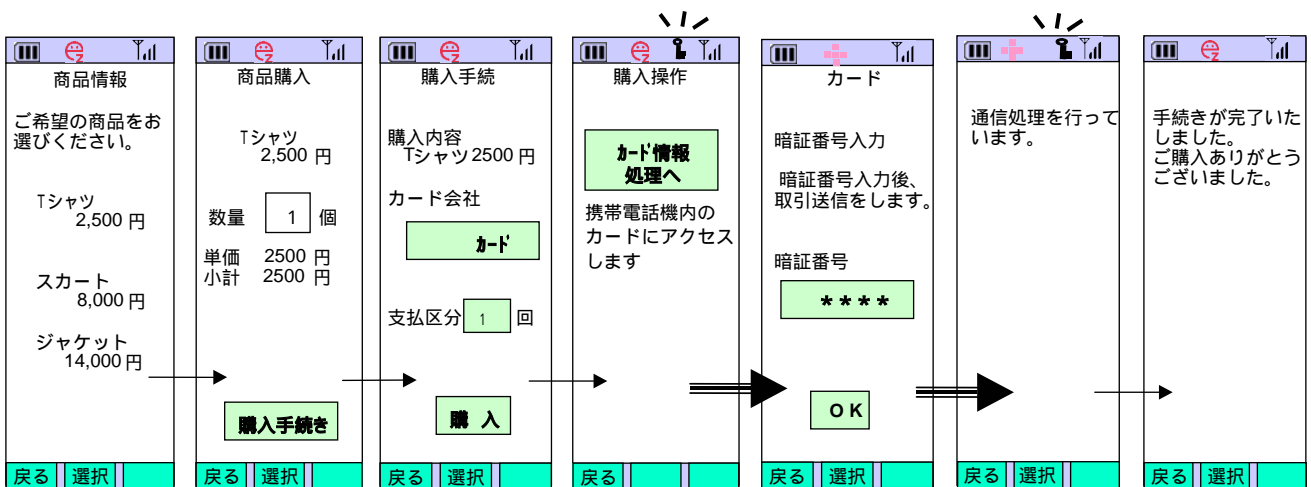 商品情報
ご希望の商品をお
選びください。
Tシャツ
2,500 円
スカート
8,000 円
ジャケット
14,000 円
戻る 選択
商品購入
Tシャツ
2,500 円
数量 1 個
単価 2500 円
小計 2500 円
購入手続き
戻る 選択
購入手続
購入内容
Tシャツ 2500 円
カード会社
ｶｰﾄﾞ
支払区分 1 回
購 入
戻る 選択
購入操作
ｶｰﾄﾞ情報
処理へ
携帯電話機内の
カードにアクセス
します
戻る
カード
暗証番号入力
暗証番号入力後、
取引送信をします。
暗証番号
****
OK
戻る 選択
通信処理を行って
います。
戻る 選択
手続きが完了いた
しました。
ご購入ありがとう
ございました。
戻る 選択